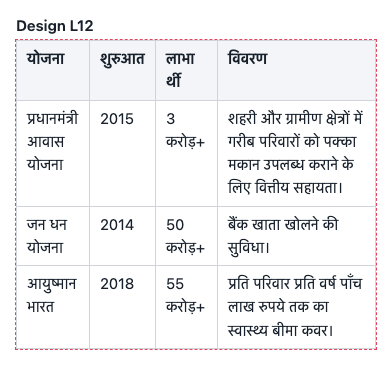 Design L12
योजना शुरुआत लाभार्थी विवरण
प्रधानमंत्री आवास योजना 2015 3 करोड़+ शहरी और ग्रामीण क्षेत्रों में गरीब परिवारों को पक्का मकान उपलब्ध कराने के लिए वित्तीय सहायता।
जन धन योजना 2014 50 करोड़+ बैंक खाता खोलने की सुविधा।
आयुष्मान भारत 2018 55 करोड़+ प्रति परिवार प्रति वर्ष पाँच लाख रुपये तक का स्वास्थ्य बीमा कवर।